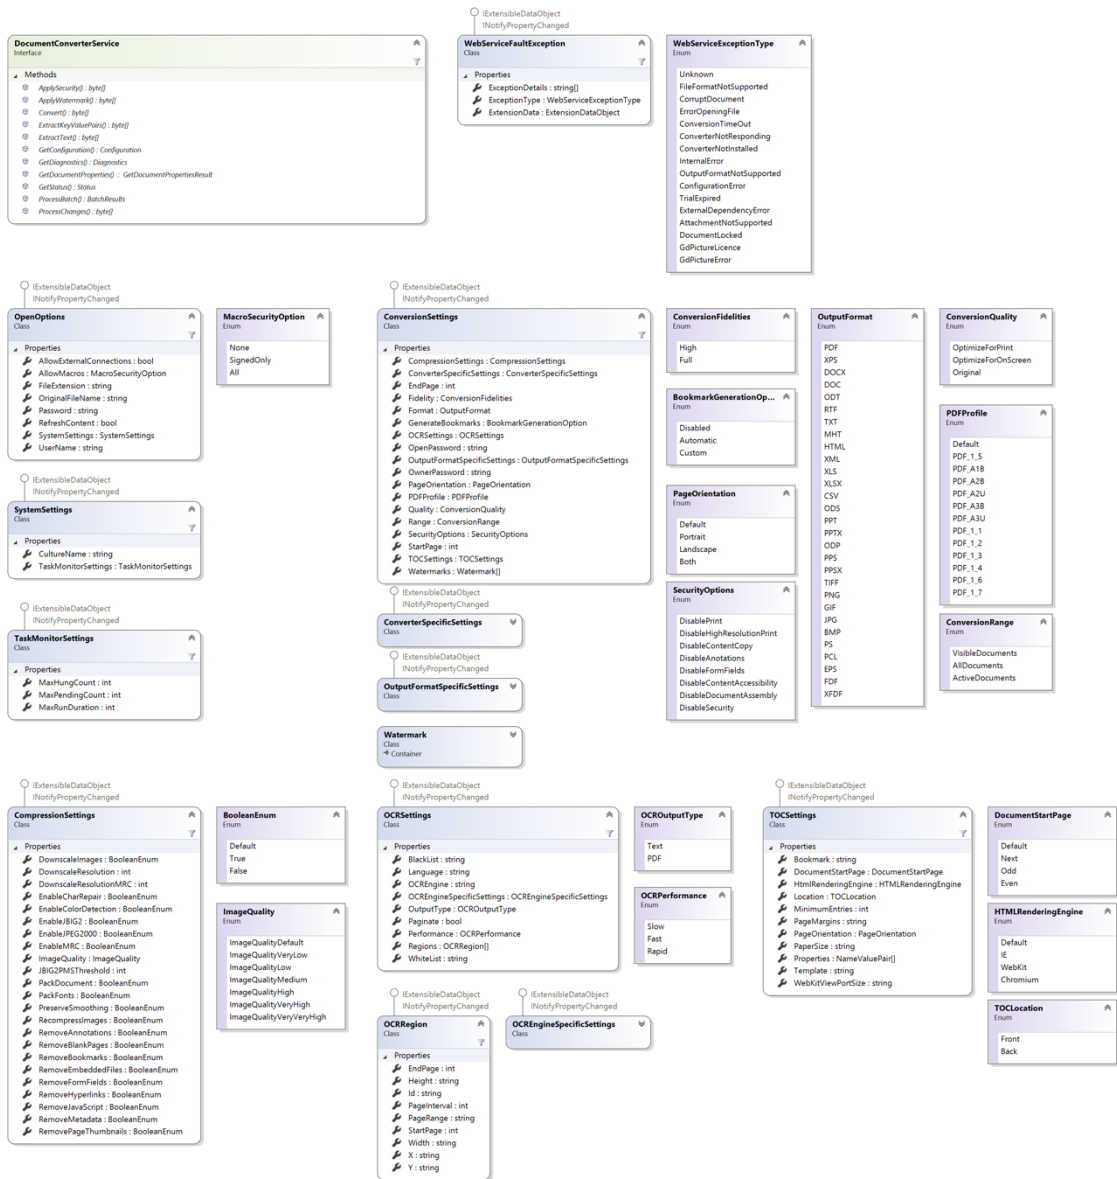 IExtensibleDataObject
INotifyPropertyChanged
DocumentConverterService
Interface
Methods
ApplySecurity() : byte[]
ApplyWatermark() : byte[]
Convert() : byte[]
ExtractKeyValuePairs() : byte[]
ExtractText() : byte[]
GetConfiguration() : Configuration
GetDiagnostics() : Diagnostics
GetDocumentProperties() : GetDocumentPropertiesResult
GetStatus() : Status
ProcessBatch() : BatchResults
ProcessChanges() : byte[]
WebServiceFaultException
Class
Properties
ExceptionDetails : string[]
ExceptionType : WebServiceExceptionType
ExtensionData : ExtensionDataObject
WebServiceExceptionType
Enum
Unknown
FileFormatNotSupported
CorruptDocument
ErrorOpeningFile
ConversionTimeOut
ConverterNotResponding
ConverterNotInstalled
InternalError
OutputFormatNotSupported
ConfigurationError
TrialExpired
ExternalDependencyError
AttachmentNotSupported
DocumentLocked
GdPictureLicence
GdPictureError
IExtensibleDataObject
INotifyPropertyChanged
OpenOptions
Class
Properties
AllowExternalConnections : bool
AllowMacros : MacroSecurityOption
FileExtension : string
OriginalFileName : string
Password : string
RefreshContent : bool
SystemSettings : SystemSettings
UserName : string
MacroSecurityOption
Enum
None
SignedOnly
All
IExtensibleDataObject
INotifyPropertyChanged
SystemSettings
Class
Properties
CultureName : string
TaskMonitorSettings : TaskMonitorSettings
IExtensibleDataObject
INotifyPropertyChanged
TaskMonitorSettings
Class
Properties
MaxHungCount : int
MaxPendingCount : int
MaxRunDuration : int
IExtensibleDataObject
INotifyPropertyChanged
ConversionSettings
Class
Properties
CompressionSettings : CompressionSettings
ConverterSpecificSettings : ConverterSpecificSettings
EndPage : int
Fidelity : ConversionFidelities
Format : OutputFormat
GenerateBookmarks : BookmarkGenerationOption
OCRSettings : OCRSettings
OpenPassword : string
OutputFormatSpecificSettings : OutputFormatSpecificSettings
OwnerPassword : string
PageOrientation : PageOrientation
PDFProfile : PDFProfile
Quality : ConversionQuality
Range : ConversionRange
SecurityOptions : SecurityOptions
StartPage : int
TOCSettings : TOCSettings
Watermarks : Watermark[]
IExtensibleDataObject
INotifyPropertyChanged
ConverterSpecificSettings
Class
IExtensibleDataObject
INotifyPropertyChanged
OutputFormatSpecificSettings
Class
Watermark
Class
Container
ConversionFidelities
Enum
High
Full
BookmarkGenerationOp...
Enum
Disabled
Automatic
Custom
PageOrientation
Enum
Default
Portrait
Landscape
Both
SecurityOptions
Enum
DisablePrint
DisableHighResolutionPrint
DisableContentCopy
DisableAnotations
DisableFormFields
DisableContentAccessibility
DisableDocumentAssembly
DisableSecurity
OutputFormat
Enum
PDF
XPS
DOCX
DOC
ODT
RTF
TXT
MHT
HTML
XML
XLS
XLSX
CSV
ODS
PPT
PPTX
ODP
PPS
PPSX
TIFF
PNG
GIF
JPG
BMP
PS
PCL
EPS
FDF
XFDF
ConversionQuality
Enum
OptimizeForPrint
OptimizeForOnScreen
Original
PDFProfile
Enum
Default
PDF_1_5
PDF_A1B
PDF_A2B
PDF_A2U
PDF_A3B
PDF_A3U
PDF_1_1
PDF_1_2
PDF_1_3
PDF_1_4
PDF_1_6
PDF_1_7
ConversionRange
Enum
VisibleDocuments
AllDocuments
ActiveDocuments
IExtensibleDataObject
INotifyPropertyChanged
CompressionSettings
Class
Properties
DownscaleImages : BooleanEnum
DownscaleResolution : int
DownscaleResolutionMRC : int
EnableCharRepair : BooleanEnum
EnableColorDetection : BooleanEnum
EnableJBIG2 : BooleanEnum
EnableJPEG2000 : BooleanEnum
EnableMRC : BooleanEnum
ImageQuality : ImageQuality
JBIG2PMSThreshold : int
PackDocument : BooleanEnum
PackFonts : BooleanEnum
PreserveSmoothing : BooleanEnum
RecompressImages : BooleanEnum
RemoveAnnotations : BooleanEnum
RemoveBlankPages : BooleanEnum
RemoveBookmarks : BooleanEnum
RemoveEmbeddedFiles : BooleanEnum
RemoveFormFields : BooleanEnum
RemoveHyperlinks : BooleanEnum
RemoveJavaScript : BooleanEnum
RemoveMetadata : BooleanEnum
RemovePageThumbnails : BooleanEnum
BooleanEnum
Enum
Default
True
False
ImageQuality
Enum
ImageQualityDefault
ImageQualityVeryLow
ImageQualityLow
ImageQualityMedium
ImageQualityHigh
ImageQualityVeryHigh
ImageQualityVeryVeryHigh
IExtensibleDataObject
INotifyPropertyChanged
OCRSettings
Class
Properties
BlackList : string
Language : string
OCREngine : string
OCREngineSpecificSettings : OCREngineSpecificSettings
OutputType : OCROutputType
Paginate : bool
Performance : OCRPerformance
Regions : OCRRegion[]
WhiteList : string
OCROutputType
Enum
Text
PDF
OCRPerformance
Enum
Slow
Fast
Rapid
IExtensibleDataObject
INotifyPropertyChanged
OCRRegion
Class
Properties
EndPage : int
Height : string
Id : string
PageInterval : int
PageRange : string
StartPage : int
Width : string
X : string
Y : string
IExtensibleDataObject
INotifyPropertyChanged
OCREngineSpecificSettings
Class
IExtensibleDataObject
INotifyPropertyChanged
TOCSettings
Class
Properties
Bookmark : string
DocumentStartPage : DocumentStartPage
HtmlRenderingEngine : HTMLRenderingEngine
Location : TOCLocation
MinimumEntries : int
PageMargins : string
PageOrientation : PageOrientation
PaperSize : string
Properties : NameValuePair[]
Template : string
WebKitViewPortSize : string
DocumentStartPage
Enum
Default
Next
Odd
Even
HTMLRenderingEngine
Enum
Default
IE
WebKit
Chromium
TOCLocation
Enum
Front
Back